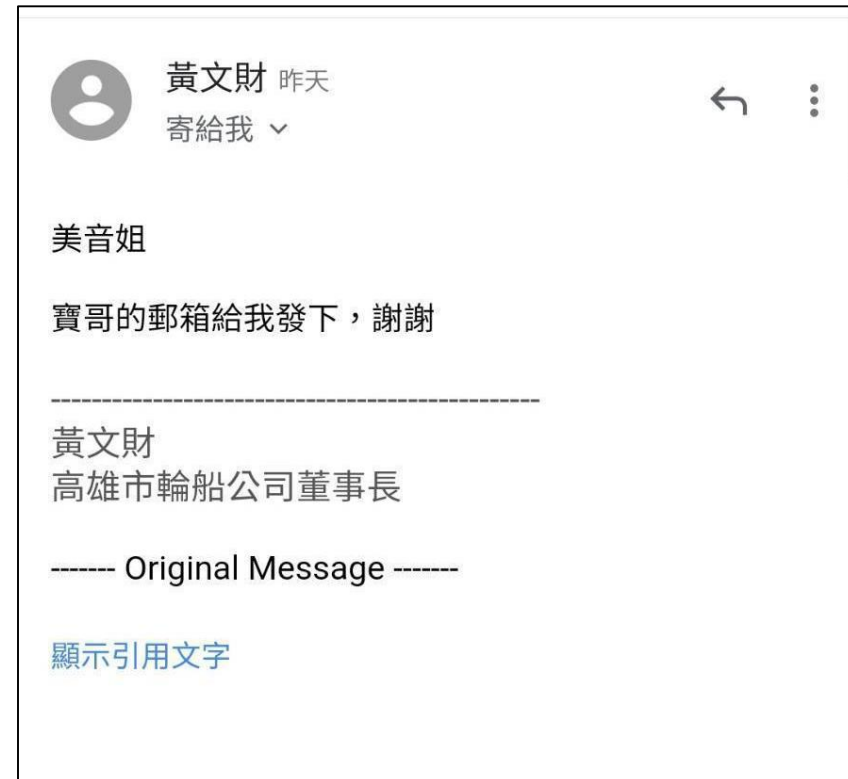 黃文財 昨天
寄給我
美音姐
寶哥的郵箱給我發下，謝謝
------------------------------------------------
黃文財
高雄市輪船公司董事長
------- Original Message -------
顯示引用文字